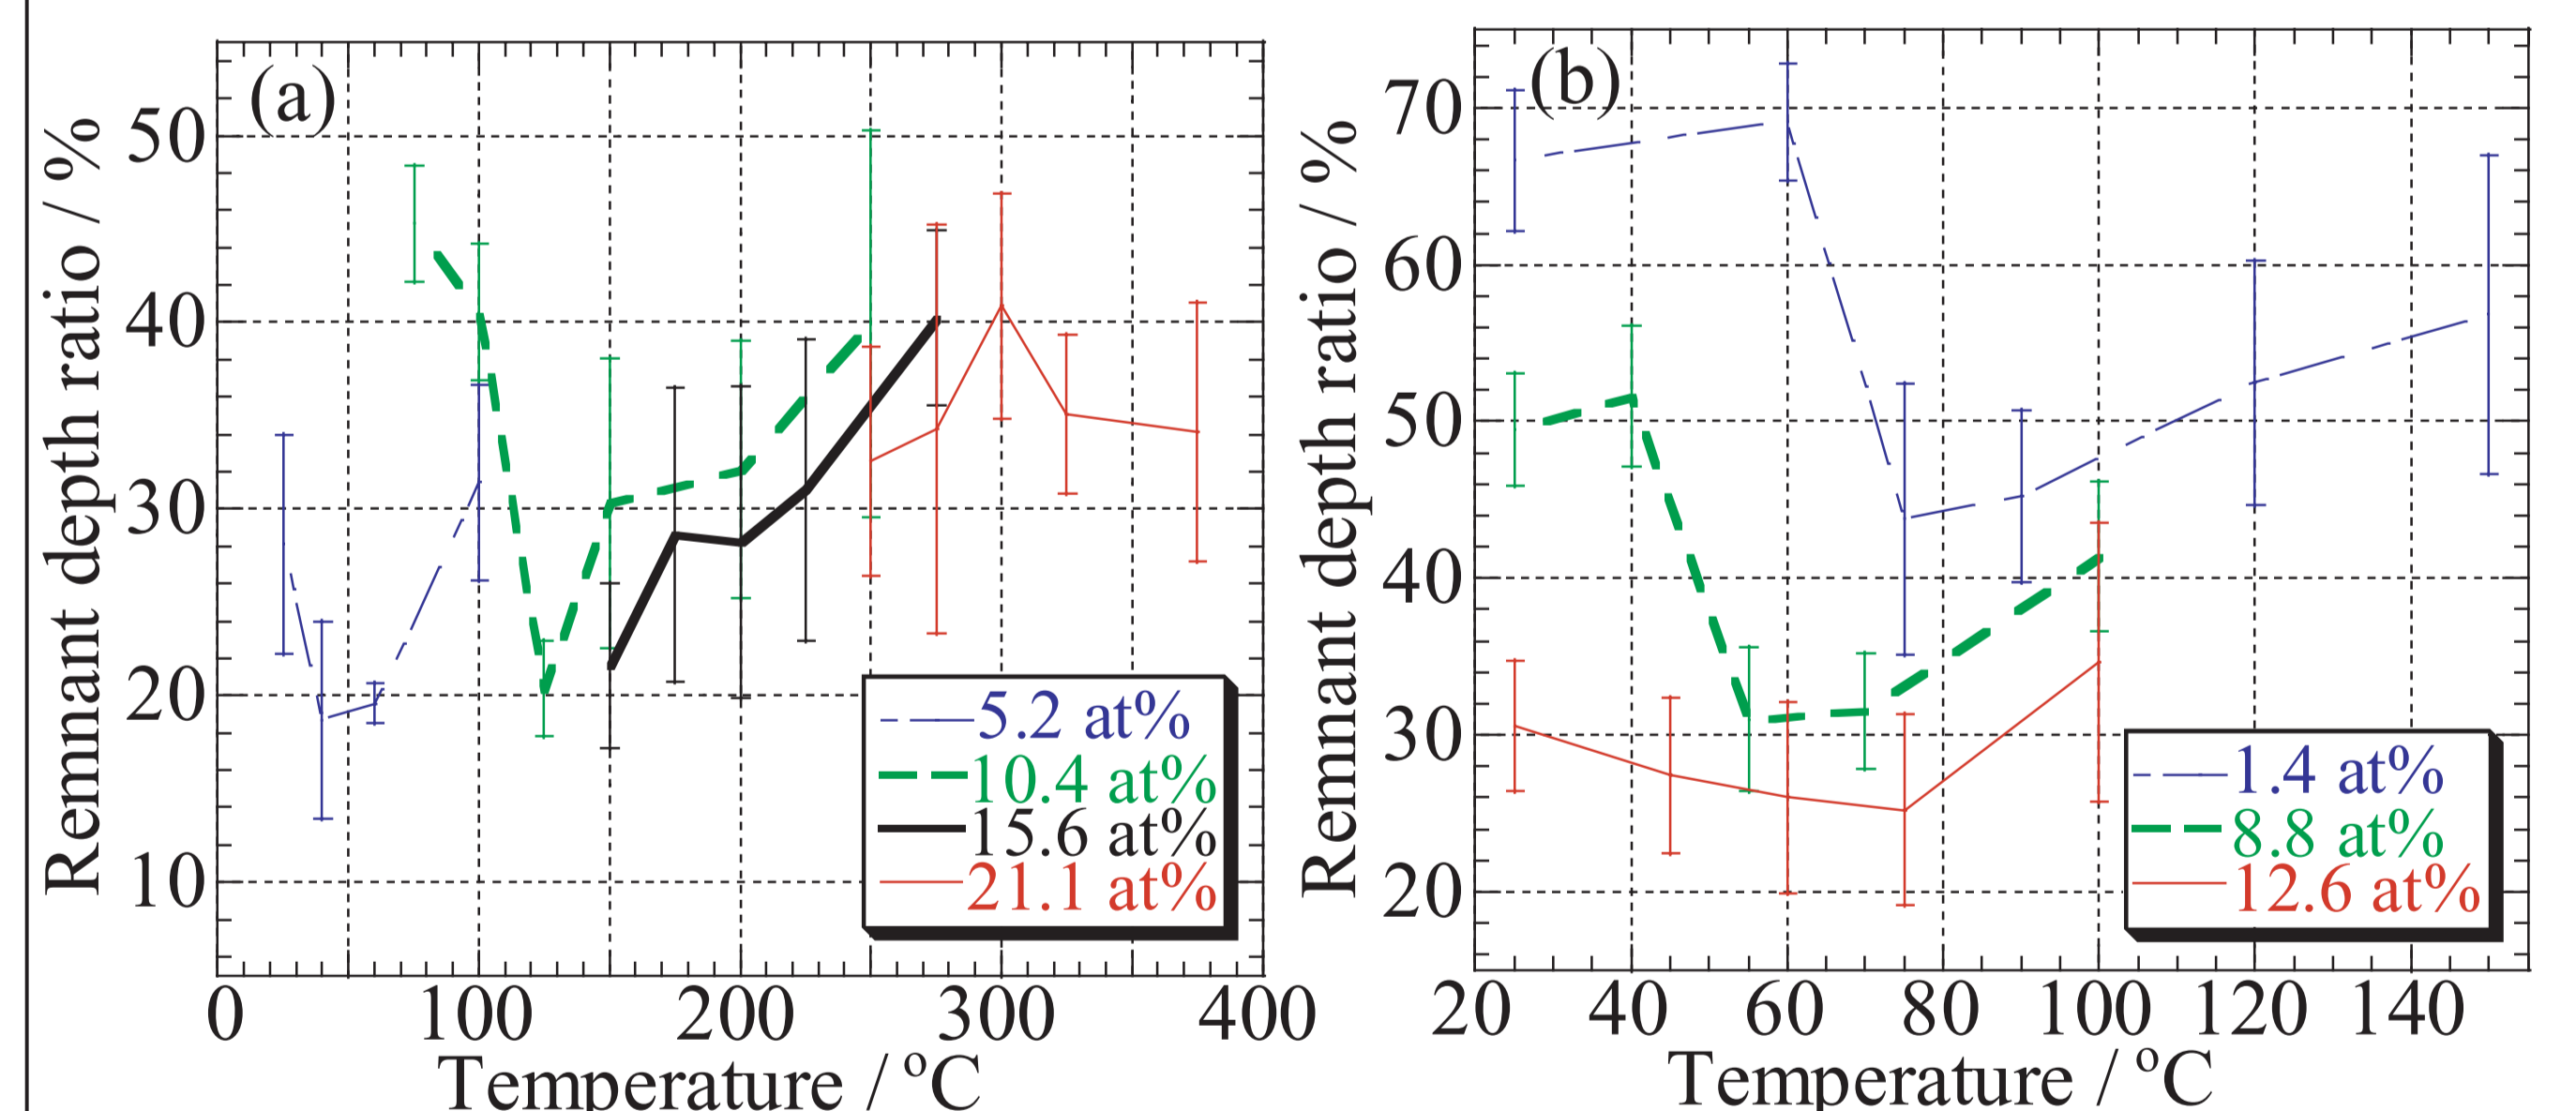 (a)
Remnant depth ratio / %
50
40
30
20
10
0 100 200 300 400
Temperature / ºC
5.2 at%
10.4 at%
15.6 at%
21.1 at%
(b)
Remnant depth ratio / %
70
60
50
40
30
20
20 40 60 80 100 120 140
Temperature / ºC
1.4 at%
8.8 at%
12.6 at%